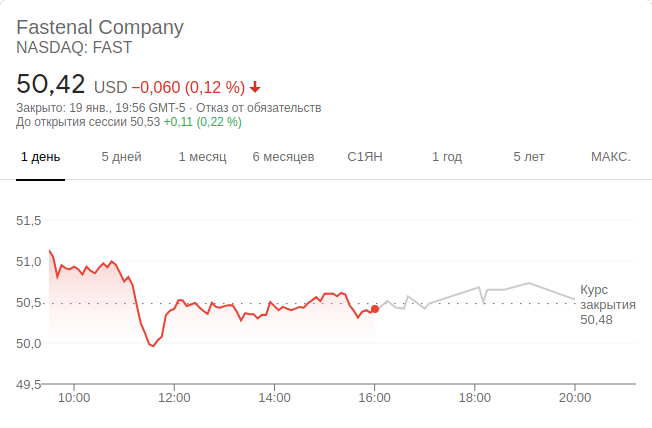 Fastenal Company
NASDAQ: FAST
50,42 USD −0,060 (0,12 %)
Закрыто: 19 янв., 19:56 GMT-5 · Отказ от обязательств
До открытия сессии 50,53 +0,11 (0,22 %)
1 день 5 дней 1 месяц 6 месяцев С1ЯН 1 год 5 лет МАКС.
51,5
51,0
50,5
50,0
49,5
Курс
закрытия
50,48
10:00 12:00 14:00 16:00 18:00 20:00